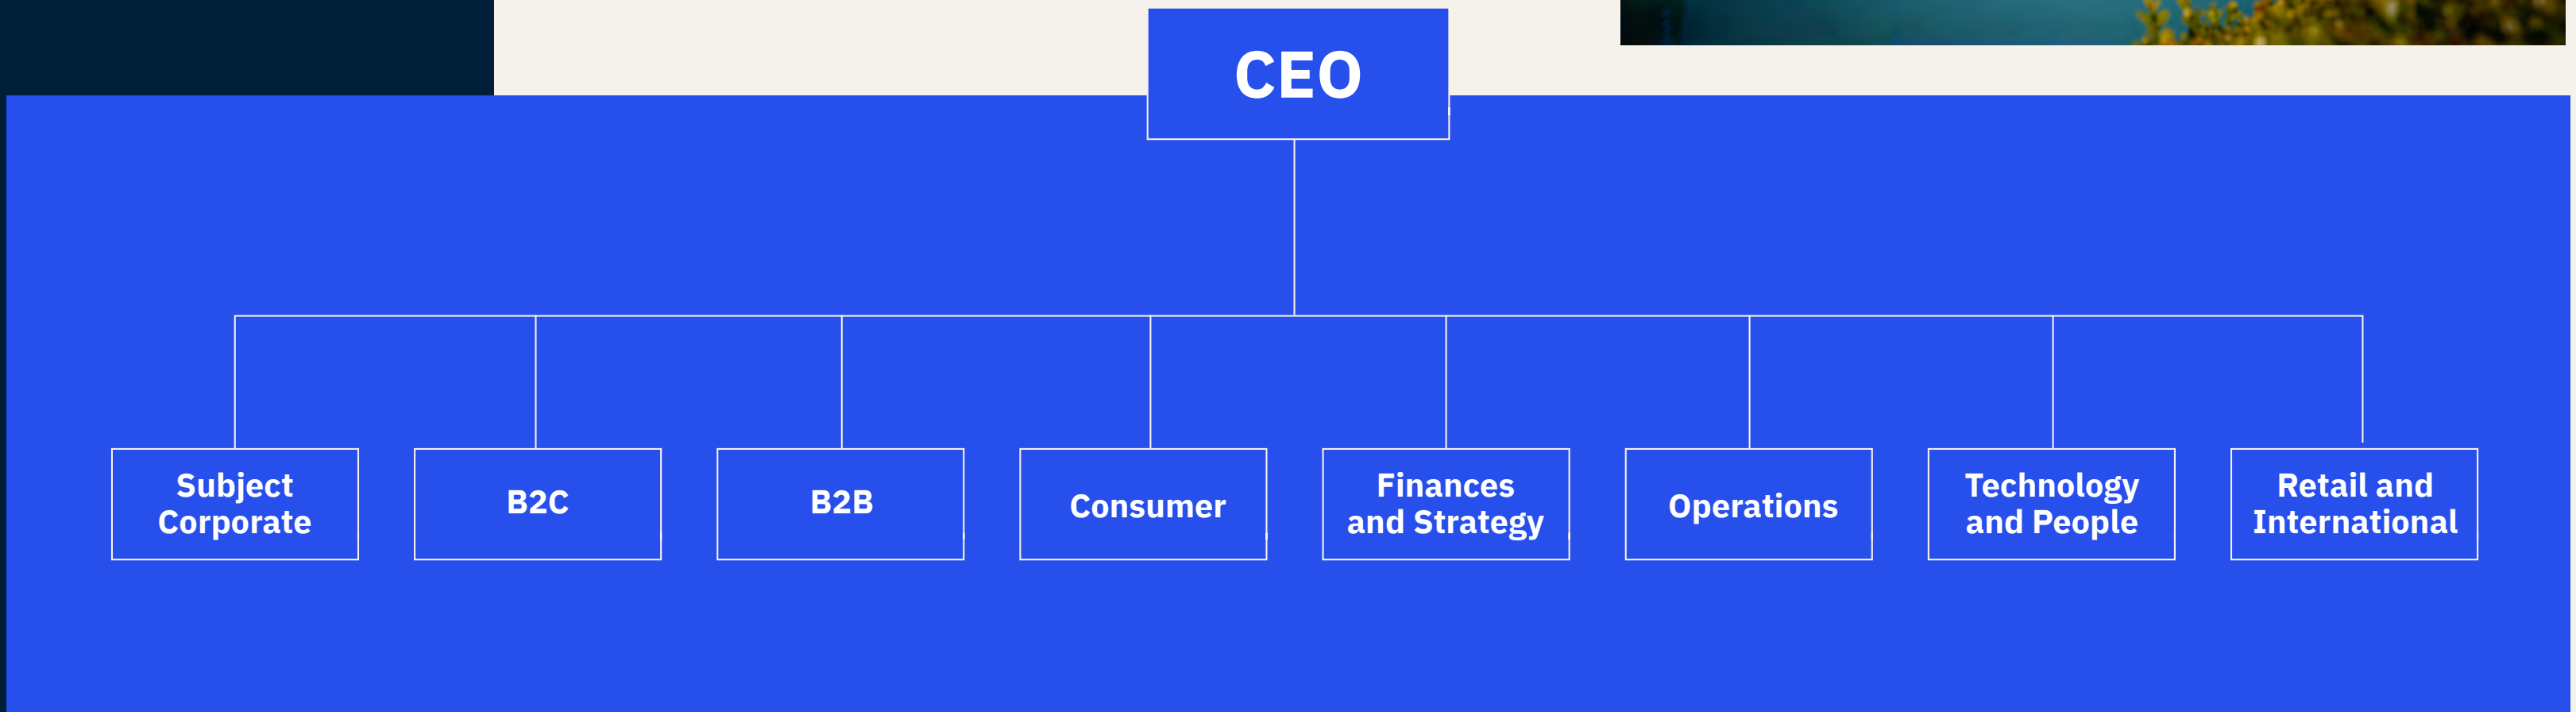 CEO
Subject
Corporate
B2C
B2B
Consumer
Finances
and Strategy
Operations
Technology
and People
Retail and
International